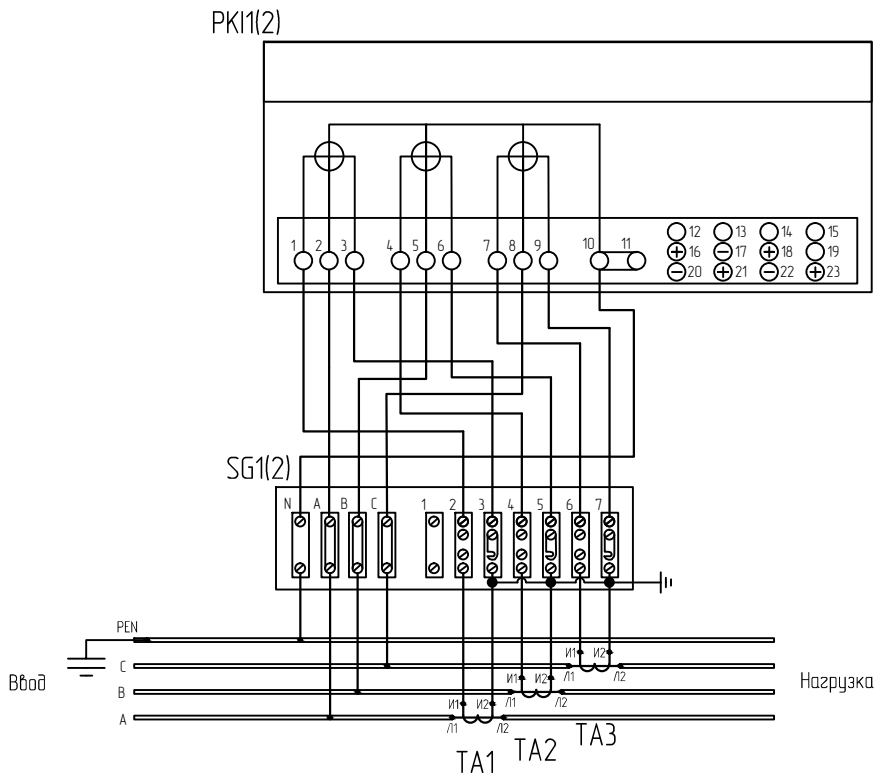 PKI1(2)
1 2 3 4 5 6 7 8 9 10 11
12 13 14 15
16 17 18 19
20 21 22 23
SG1(2)
N A B C 1 2 3 4 5 6 7
PEN
И1 И2
C
Л1 Л2
Ввод
И1 И2
Нагрузка
B
Л1 Л2
И1 И2
A
Л1 Л2
TA1 TA2 TA3